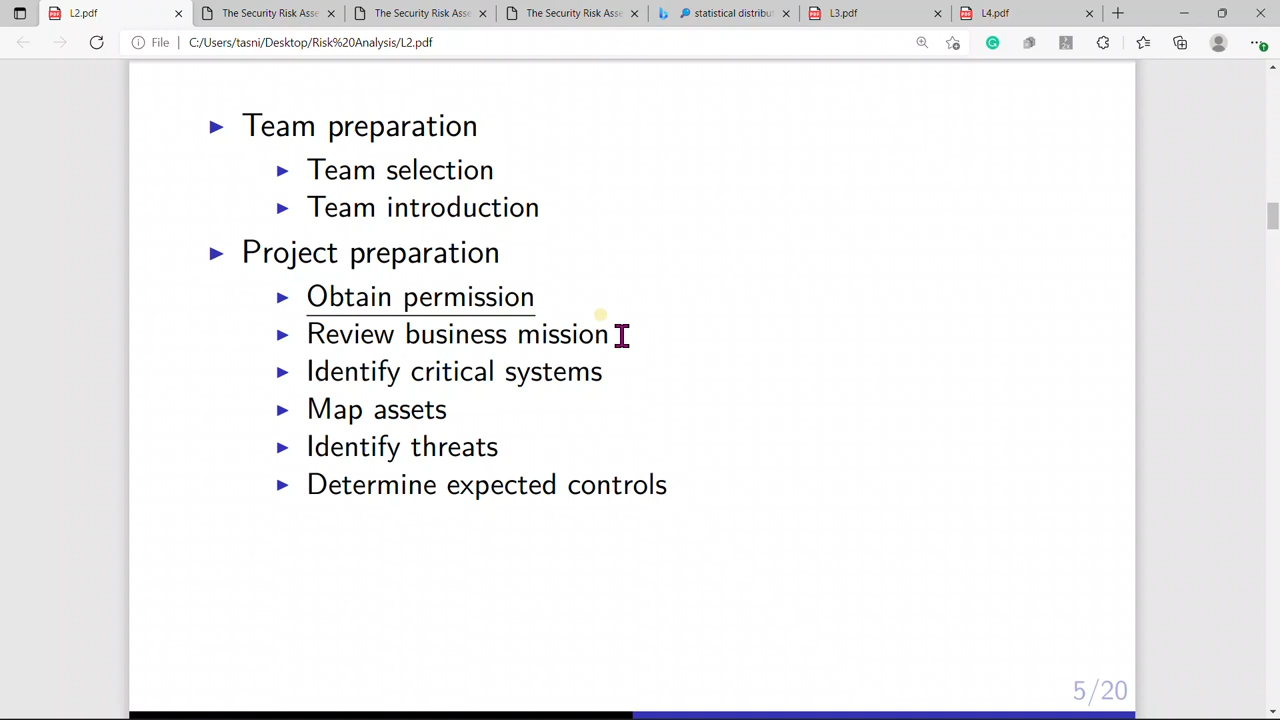 L2.pdf
The Security Risk Asse
The Security Risk Asse
The Security Risk Asse
statistical distribut
L3.pdf
L4.pdf
File
C:/Users/tasni/Desktop/Risk%20Analysis/L2.pdf
Team preparation
Team selection
Team introduction
Project preparation
Obtain permission
Review business mission
Identify critical systems
Map assets
Identify threats
Determine expected controls
5/20